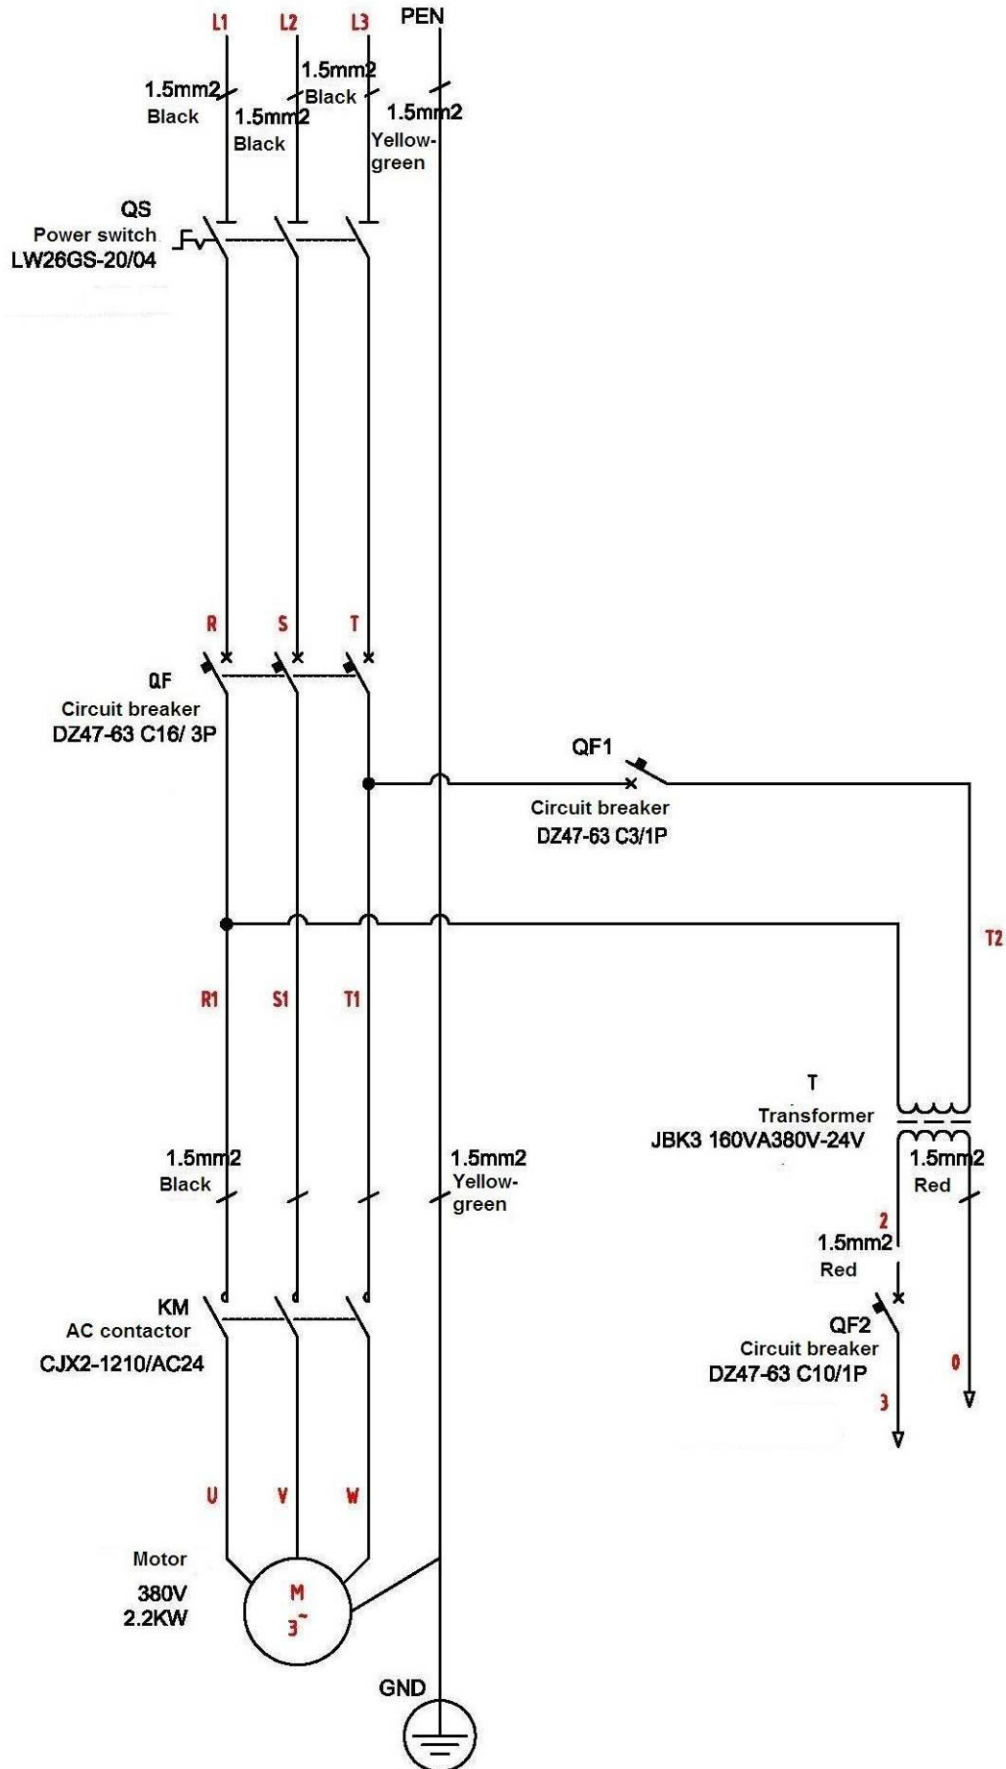 L1 L2 L3 PEN
1.5mm2
Black
1.5mm2
Black
1.5mm2
Black
1.5mm2
Yellow-
green
QS
Power switch
LW26GS-20/04
R S T
QF
Circuit breaker
DZ47-63 C16/ 3P
QF1
Circuit breaker
DZ47-63 C3/1P
T2
R1 S1 T1
T
Transformer
JBK3 160VA380V-24V
1.5mm2
Black
1.5mm2
Yellow-
green
1.5mm2
Red
2
1.5mm2
Red
KM
AC contactor
CJX2-1210/AC24
QF2
Circuit breaker
DZ47-63 C10/1P
0
3
U V W
Motor
380V
2.2KW
M
3~
GND